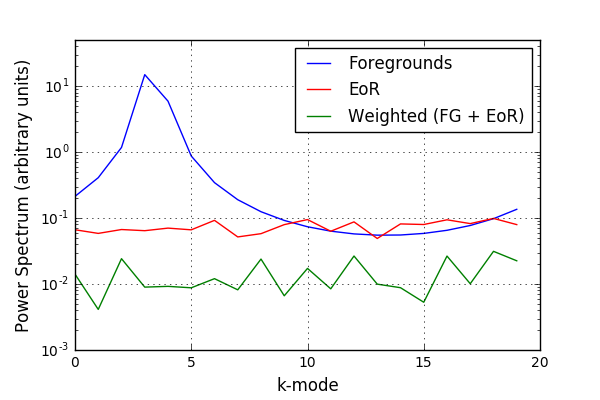 Foregrounds
EoR
Weighted (FG + EoR)
Power Spectrum (arbitrary units)
10^1
10^0
10^-1
10^-2
10^-3
0 5 10 15 20
k-mode